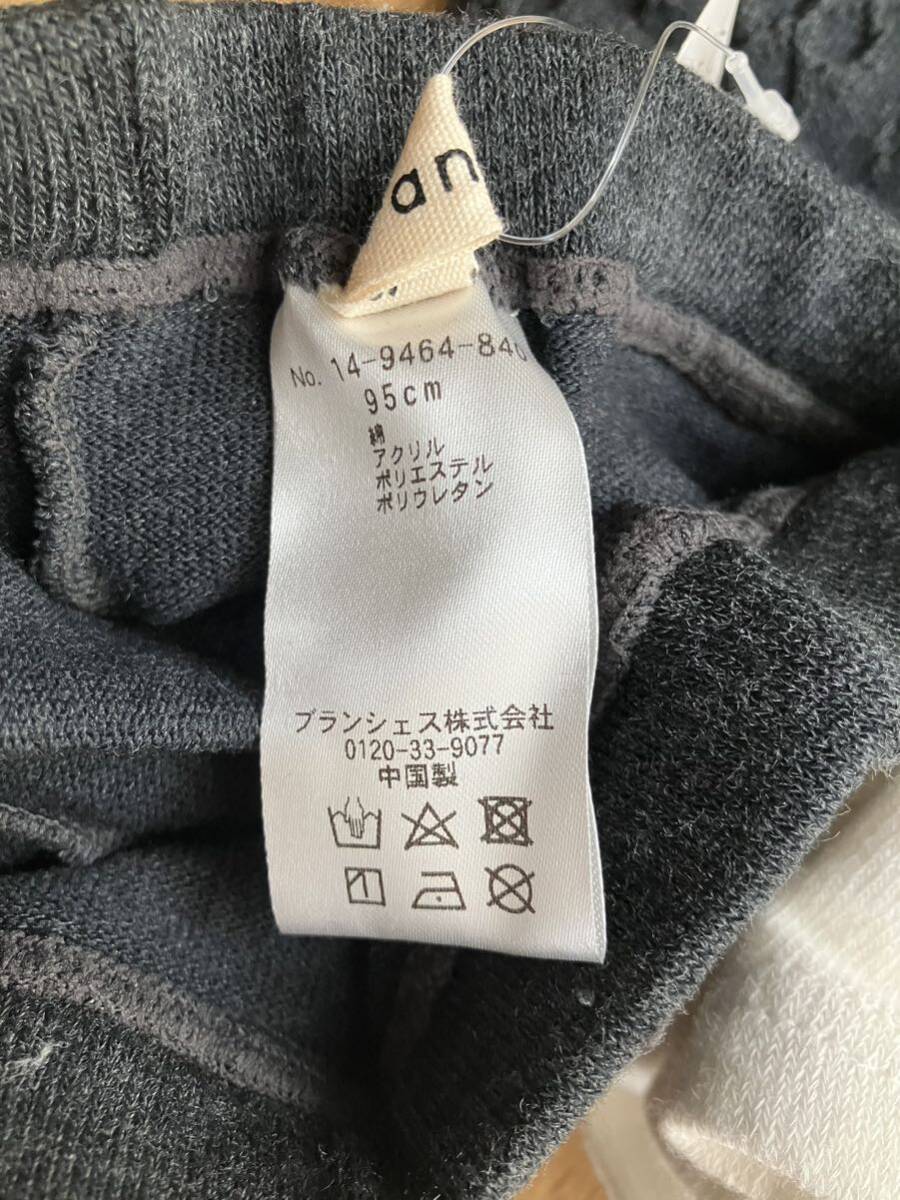 an
No. 14-9464-840
95cm
綿
アクリル
ポリエステル
ポリウレタン
ブランシェス株式会社
0120-33-9077
中国製